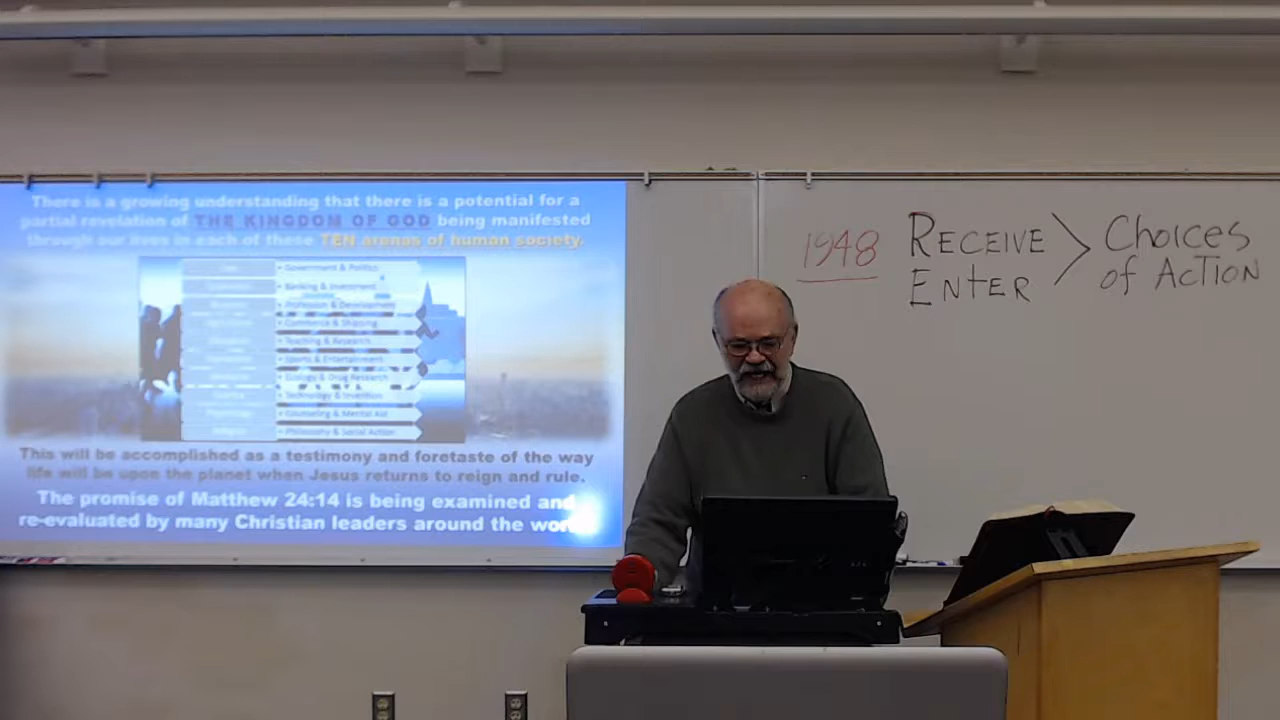 There is a growing understanding that there is a potential for a
partial revelation of THE KINGDOM OF GOD being manifested
through our lives in each of these TEN arenas of human society.
• Government & Politics
• Banking & Investment
• Profession & Development
• Commerce & Shipping
• Teaching & Research
• Sports & Entertainment
• Ecology & Drug Research
• Technology & Invention
• Counseling & Mental Aid
• Philosophy & Social Action
This will be accomplished as a testimony and foretaste of the way
life will be upon the planet when Jesus returns to reign and rule.
The promise of Matthew 24:14 is being examined and
re-evaluated by many Christian leaders around the
1948 RECEIVE > Choices
ENTER of ACTION